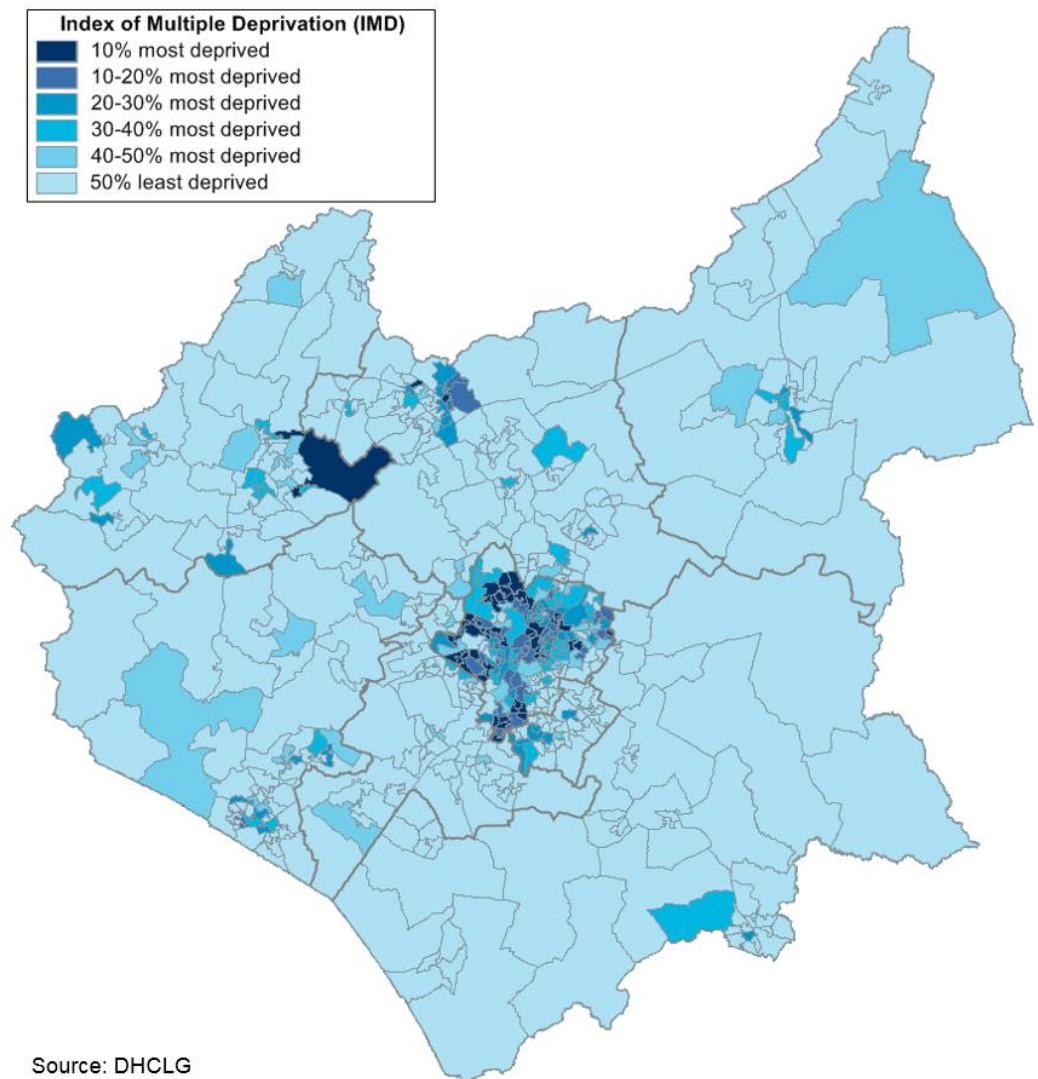 Index of Multiple Deprivation (IMD)
10% most deprived
10-20% most deprived
20-30% most deprived
30-40% most deprived
40-50% most deprived
50% least deprived
Source: DHCLG